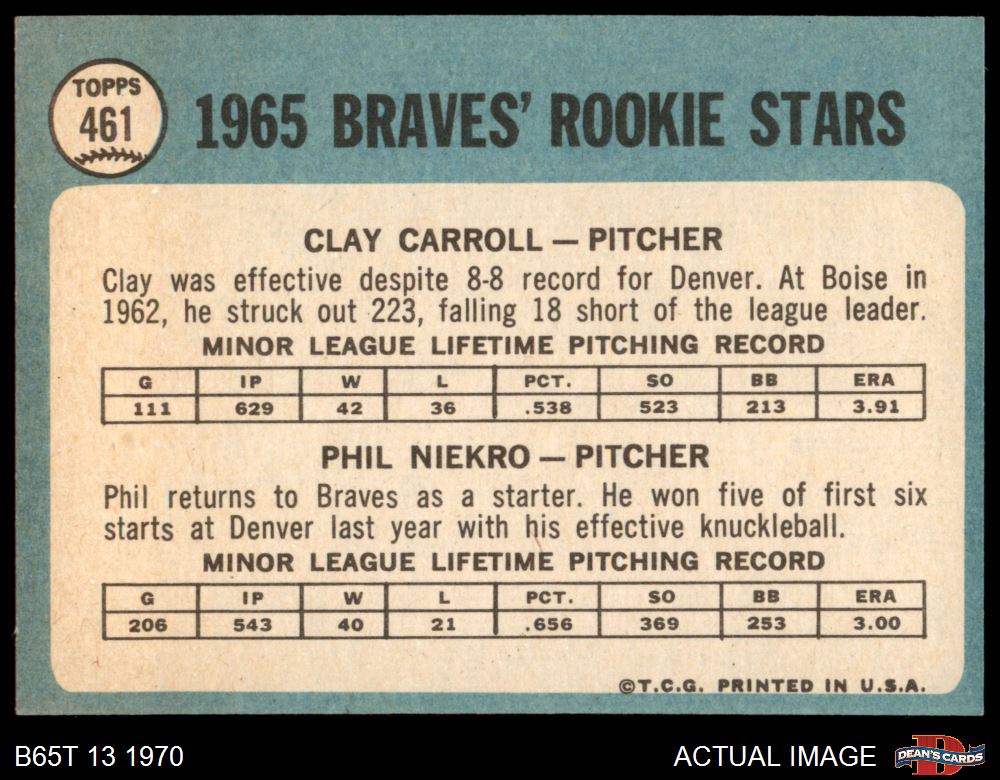 TOPPS
461
1965 BRAVES' ROOKIE STARS
CLAY CARROLL — PITCHER
Clay was effective despite 8-8 record for Denver. At Boise in
1962, he struck out 223, falling 18 short of the league leader.
MINOR LEAGUE LIFETIME PITCHING RECORD
G IP W L PCT. SO BB ERA
111 629 42 36 .538 523 213 3.91
PHIL NIEKRO — PITCHER
Phil returns to Braves as a starter. He won five of first six
starts at Denver last year with his effective knuckleball.
MINOR LEAGUE LIFETIME PITCHING RECORD
G IP W L PCT. SO BB ERA
206 543 40 21 .656 369 253 3.00
©T.C.G. PRINTED IN U.S.A.
B65T 13 1970
ACTUAL IMAGE
D
DEAN'S CARDS